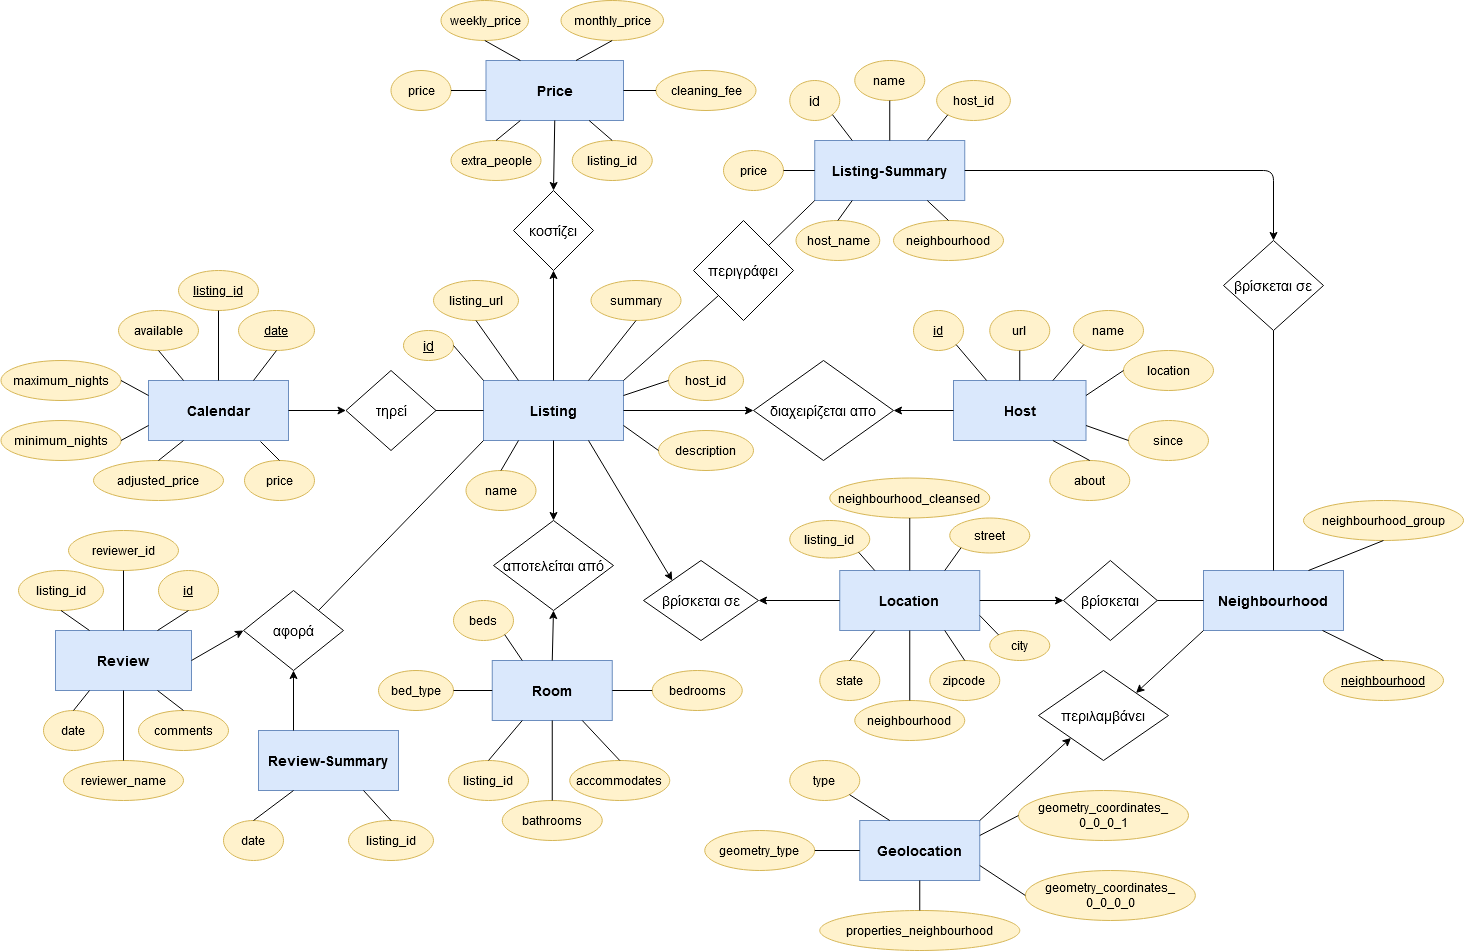 weekly_price
monthly_price
price
Price
cleaning_fee
extra_people
listing_id
κοστίζει
name
id
host_id
price
Listing-Summary
host_name
neighbourhood
περιγράφει
βρίσκεται σε
listing_id
available
date
maximum_nights
Calendar
minimum_nights
adjusted_price
price
τηρεί
listing_url
summary
id
host_id
Listing
description
name
διαχειρίζεται απο
id
url
name
location
Host
since
about
neighbourhood_cleansed
listing_id
street
Location
city
state
zipcode
neighbourhood
βρίσκεται σε
βρίσκεται
neighbourhood_group
Neighbourhood
neighbourhood
περιλαμβάνει
αποτελείται από
beds
bed_type
Room
bedrooms
listing_id
accommodates
bathrooms
reviewer_id
listing_id
id
Review
date
comments
reviewer_name
αφορά
Review-Summary
date
listing_id
type
geometry_coordinates_
0_0_0_1
geometry_type
Geolocation
geometry_coordinates_
0_0_0_0
properties_neighbourhood